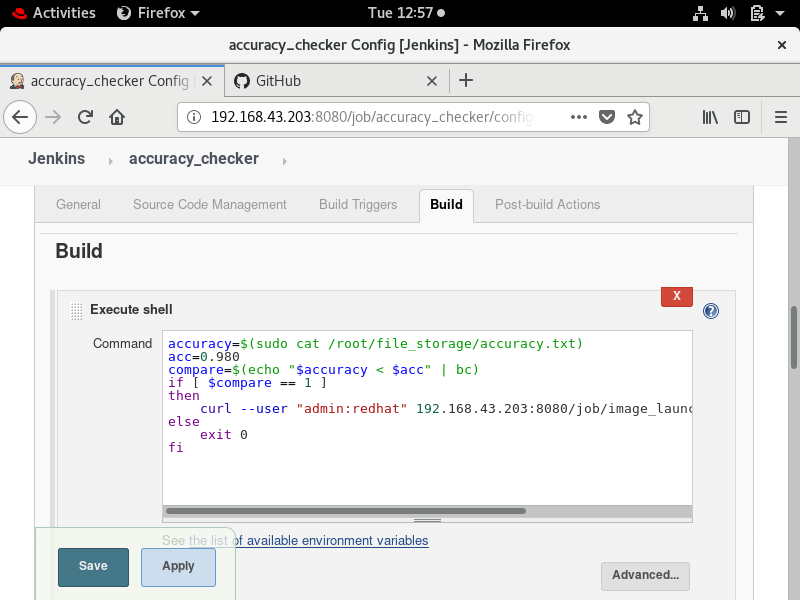 Activities Firefox Tue 12:57
accuracy_checker Config [Jenkins] - Mozilla Firefox
accuracy_checker Config GitHub
192.168.43.203:8080/job/accuracy_checker/config
Jenkins accuracy_checker
General Source Code Management Build Triggers Build Post-build Actions
Build
X
Execute shell
Command
accuracy=$(sudo cat /root/file_storage/accuracy.txt)
acc=0.980
compare=$(echo "$accuracy < $acc" | bc)
if [ $compare == 1 ]
then
    curl --user "admin:redhat" 192.168.43.203:8080/job/image_launc
else
    exit 0
fi
See the list of available environment variables
Save Apply
Advanced...